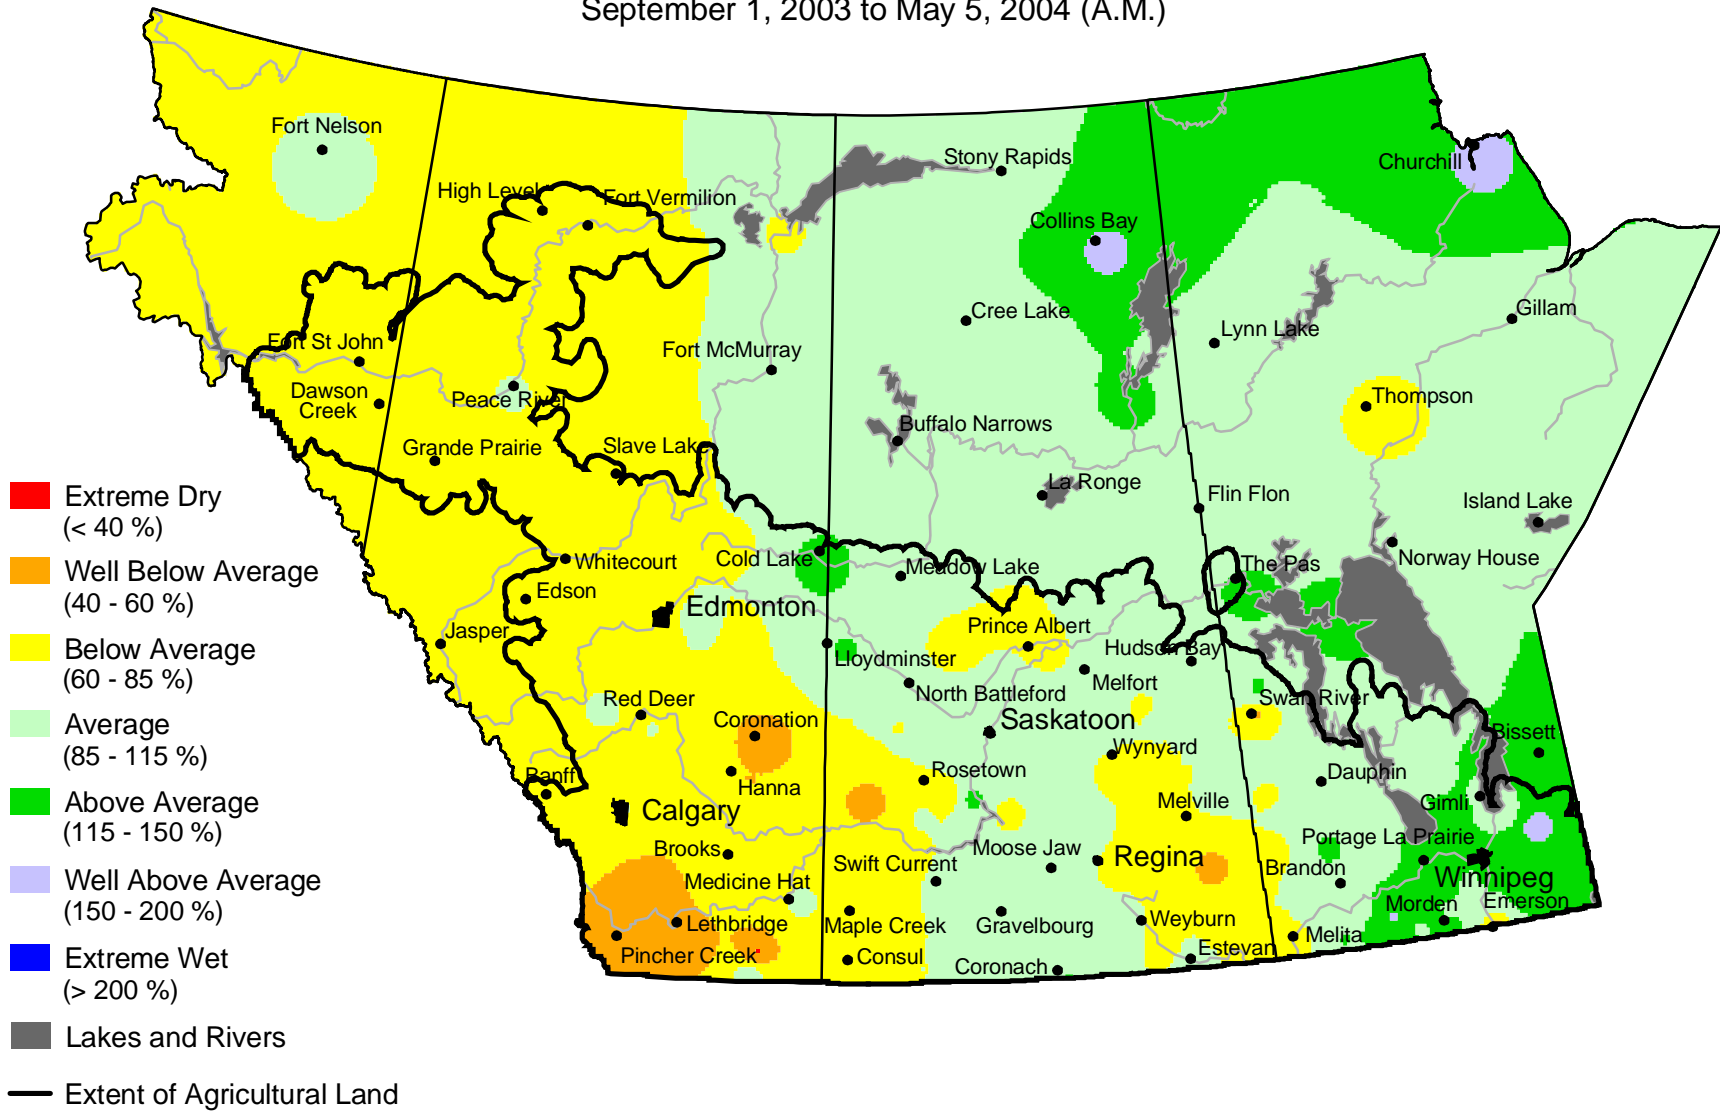 September 1, 2003 to May 5, 2004 (A.M.)
Fort Nelson
Stony Rapids
Churchill
High Level
Fort Vermilion
Collins Bay
Cree Lake
Gillam
Lynn Lake
Fort St John
Fort McMurray
Dawson
Creek
Peace River
Thompson
Buffalo Narrows
Grande Prairie
Slave Lake
La Ronge
Flin Flon
Island Lake
Whitecourt
Cold Lake
Meadow Lake
The Pas
Norway House
Edson
Edmonton
Jasper
Prince Albert
Hudson Bay
Lloydminster
Melfort
North Battleford
Red Deer
Swan River
Coronation
Saskatoon
Bissett
Wynyard
Banff
Hanna
Rosetown
Dauphin
Calgary
Melville
Gimli
Portage La Prairie
Brooks
Swift Current
Moose Jaw
Regina
Brandon
Winnipeg
Medicine Hat
Morden
Emerson
Lethbridge
Maple Creek
Gravelbourg
Weyburn
Pincher Creek
Consul
Coronach
Estevan
Melita
Extreme Dry
(< 40 %)
Well Below Average
(40 - 60 %)
Below Average
(60 - 85 %)
Average
(85 - 115 %)
Above Average
(115 - 150 %)
Well Above Average
(150 - 200 %)
Extreme Wet
(> 200 %)
Lakes and Rivers
Extent of Agricultural Land